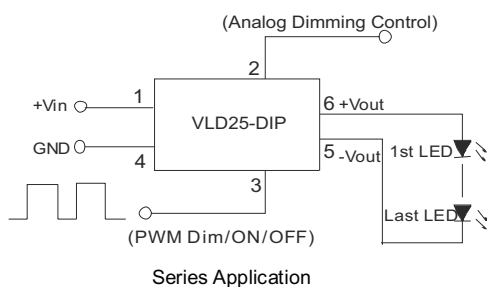 (Analog Dimming Control)
2
1
+Vin
VLD25-DIP
6 +Vout
GND
4
5 -Vout
1st LED
3
Last LED
(PWM Dim/ON/OFF)
Series Application